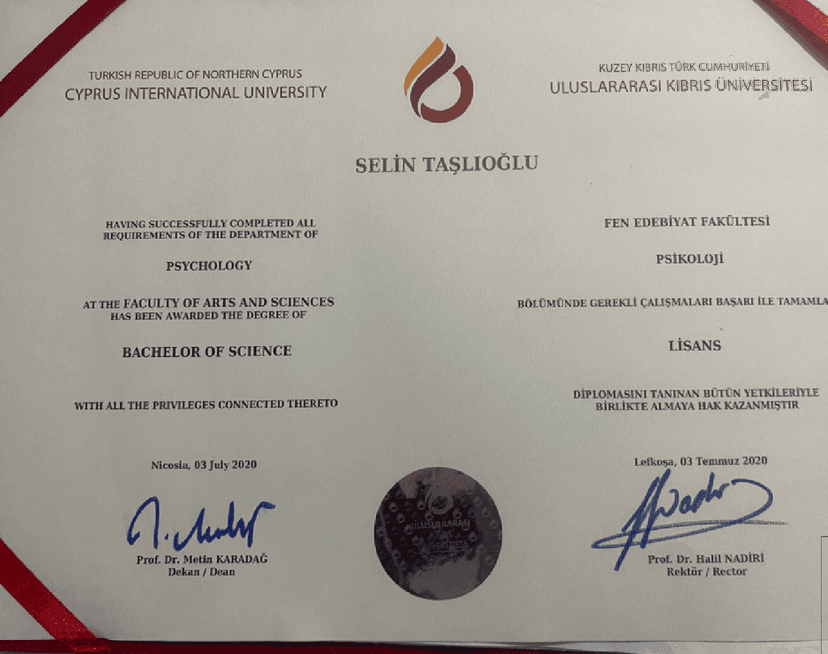 TURKISH REPUBLIC OF NORTHERN CYPRUS
CYPRUS INTERNATIONAL UNIVERSITY
KUZEY KIBRIS TÜRK CUMHURİYETİ
ULUSLARARASI KIBRIS ÜNİVERSİTESİ
SELİN TAŞLIOĞLU
HAVING SUCCESSFULLY COMPLETED ALL
REQUIREMENTS OF THE DEPARTMENT OF
PSYCHOLOGY
AT THE FACULTY OF ARTS AND SCIENCES
HAS BEEN AWARDED THE DEGREE OF
BACHELOR OF SCIENCE
WITH ALL THE PRIVILEGES CONNECTED THERETO
Nicosia, 03 July 2020
Prof. Dr. Metin KARADAĞ
Dekan / Dean
FEN EDEBİYAT FAKÜLTESİ
PSİKOLOJİ
BÖLÜMÜNDE GEREKLİ ÇALIŞMALARI BAŞARI İLE TAMAMLA
LİSANS
DİPLOMASINI TANINAN BÜTÜN YETKİLERİYLE
BİRLİKTE ALMAYA HAK KAZANMIŞTIR
Lefkoşa, 03 Temmuz 2020
Prof. Dr. Halil NADİRİ
Rektör / Rector
ULUSLARARASI
KIBRIS
ÜNİVERSİTESİ